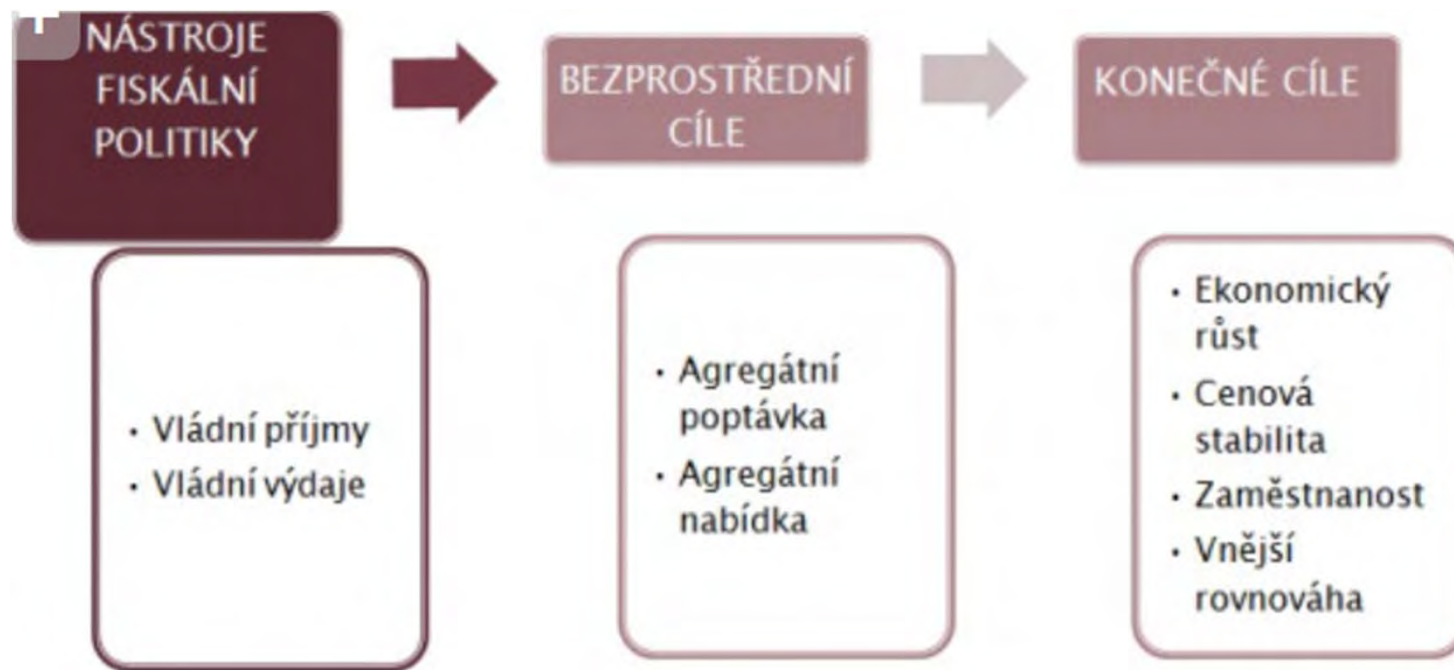 NÁSTROJE
FISKÁLNÍ
POLITIKY
• Vládní příjmy
• Vládní výdaje
BEZPROSTŘEDNÍ
CÍLE
• Agregátní
poptávka
• Agregátní
nabídka
KONEČNÉ CÍLE
• Ekonomický
růst
• Cenová
stabilita
• Zaměstnanost
• Vnější
rovnováha